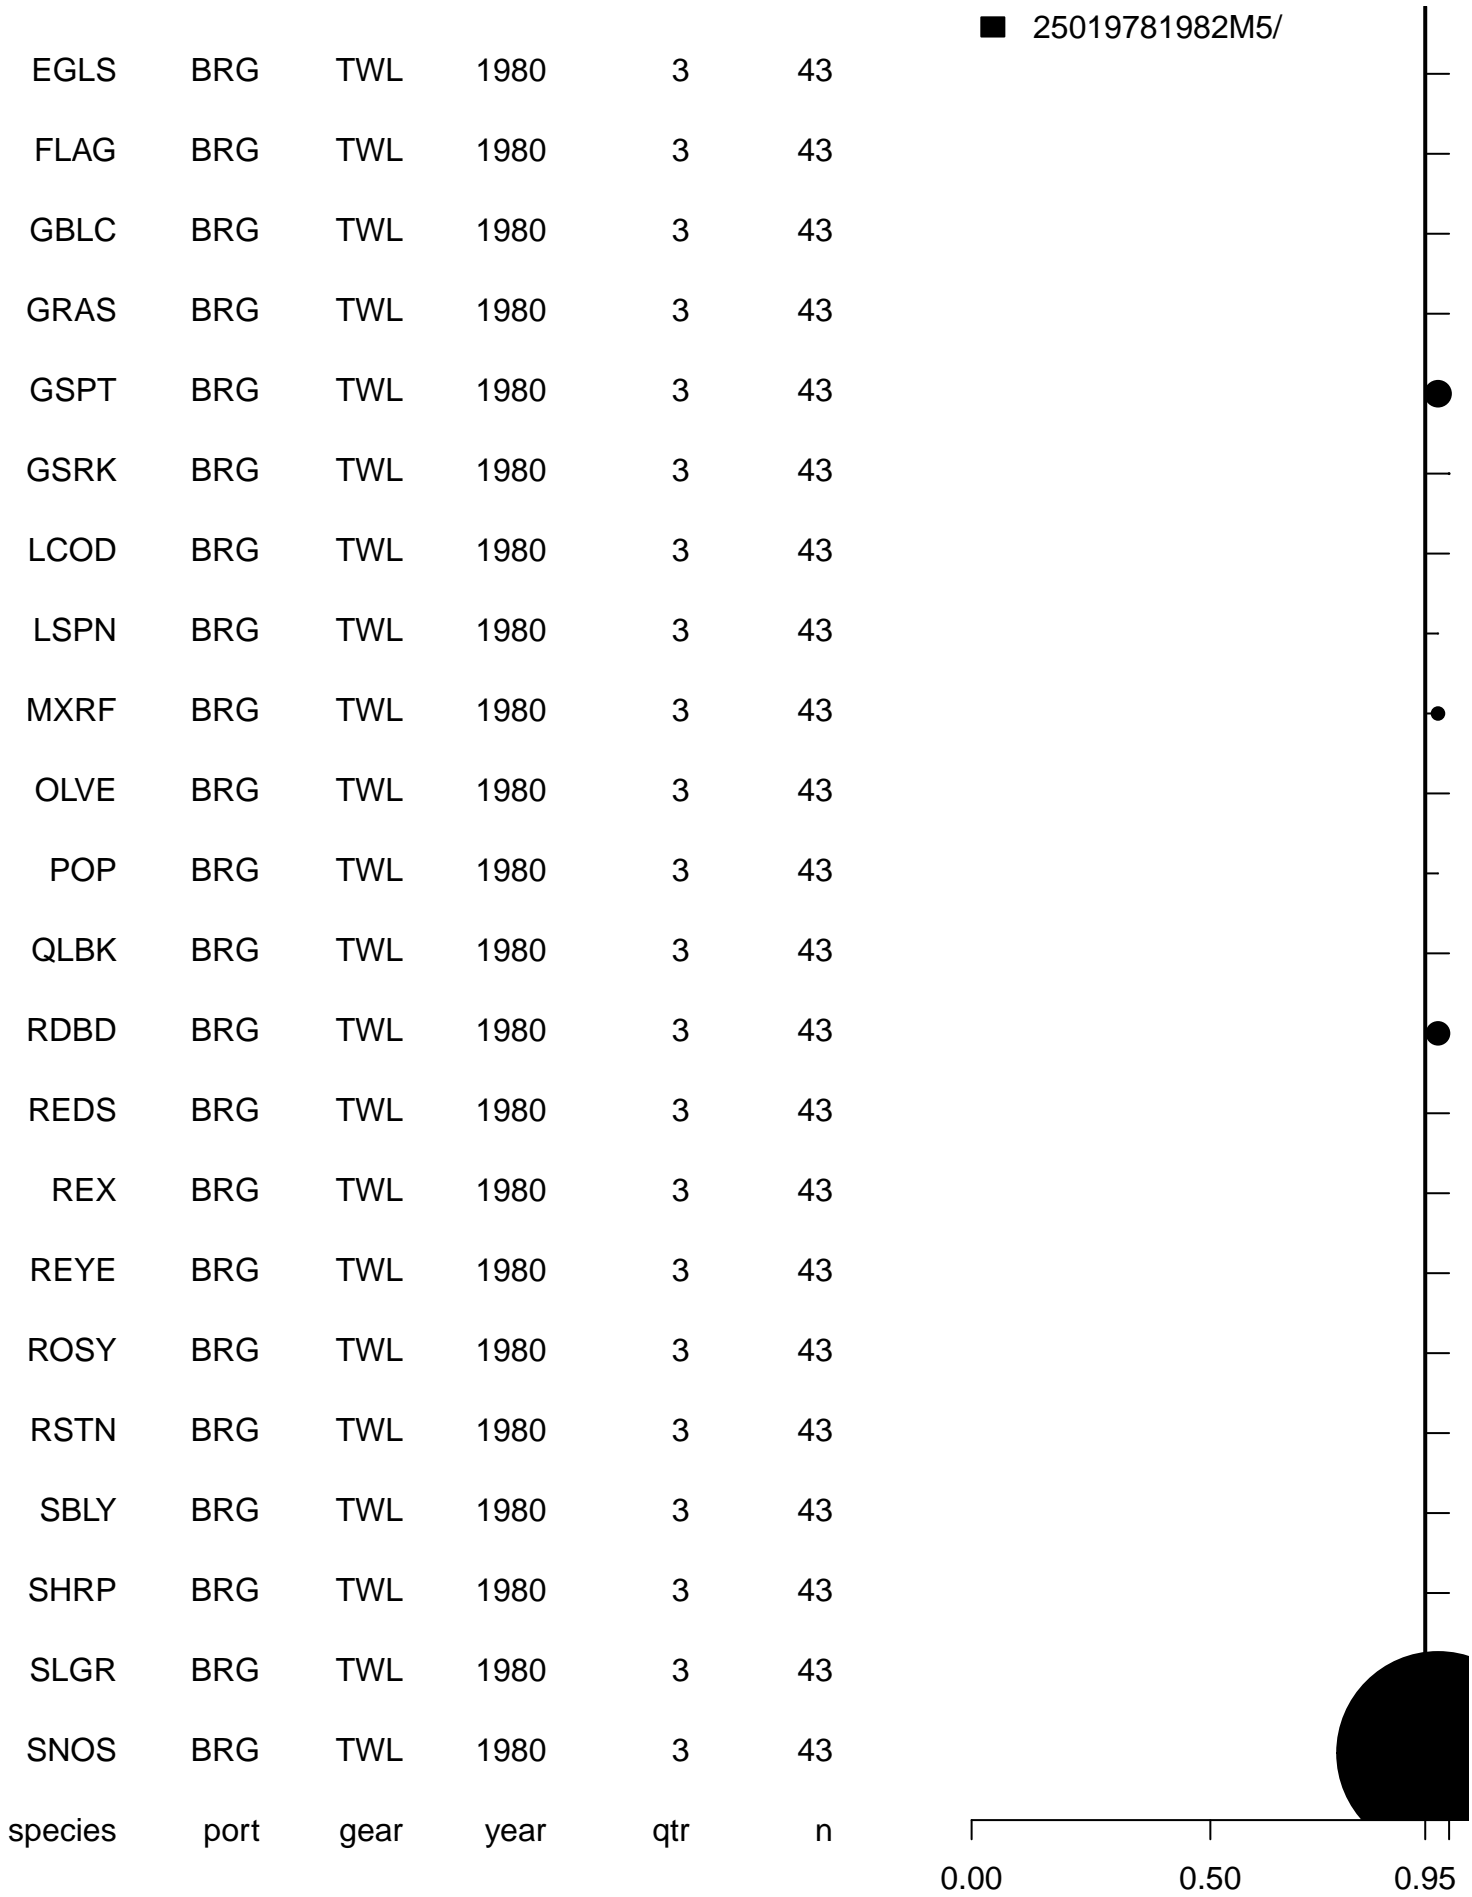 25019781982M5/
EGLS BRG TWL 1980 3 43
FLAG BRG TWL 1980 3 43
GBLC BRG TWL 1980 3 43
GRAS BRG TWL 1980 3 43
GSPT BRG TWL 1980 3 43
GSRK BRG TWL 1980 3 43
LCOD BRG TWL 1980 3 43
LSPN BRG TWL 1980 3 43
MXRF BRG TWL 1980 3 43
OLVE BRG TWL 1980 3 43
POP BRG TWL 1980 3 43
QLBK BRG TWL 1980 3 43
RDBD BRG TWL 1980 3 43
REDS BRG TWL 1980 3 43
REX BRG TWL 1980 3 43
REYE BRG TWL 1980 3 43
ROSY BRG TWL 1980 3 43
RSTN BRG TWL 1980 3 43
SBLY BRG TWL 1980 3 43
SHRP BRG TWL 1980 3 43
SLGR BRG TWL 1980 3 43
SNOS BRG TWL 1980 3 43
species port gear year qtr n
0.00 0.50 0.95